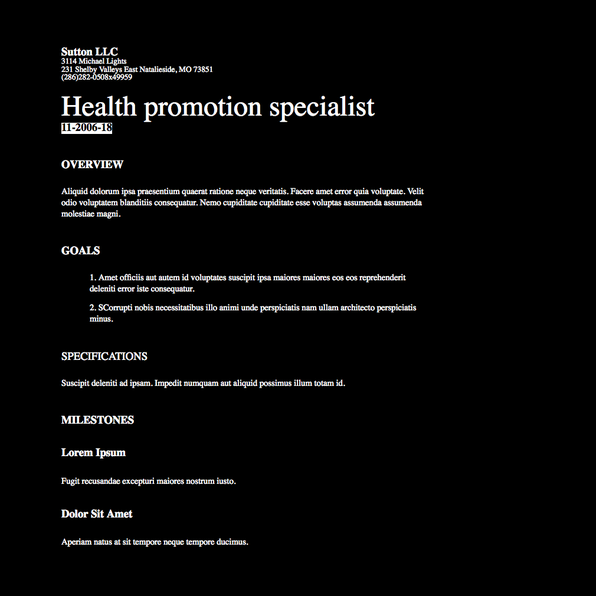 Sutton LLC
3114 Michael Lights
231 Shelby Valleys East Natalieside, MO 73851
(286)282-0508x49959
Health promotion specialist
11-2006-18
OVERVIEW
Aliquid dolorum ipsa praesentium quaerat ratione neque veritatis. Facere amet error quia voluptate. Velit
odio voluptatem blanditiis consequatur. Nemo cupiditate cupiditate esse voluptas assumenda assumenda
molestiae magni.
GOALS
1. Amet officiis aut autem id voluptates suscipit ipsa maiores maiores eos eos reprehenderit
deleniti error iste consequatur.
2. SCorrupti nobis necessitatibus illo animi unde perspiciatis nam ullam architecto perspiciatis
minus.
SPECIFICATIONS
Suscipit deleniti ad ipsam. Impedit numquam aut aliquid possimus illum totam id.
MILESTONES
Lorem Ipsum
Fugit recusandae excepturi maiores nostrum iusto.
Dolor Sit Amet
Aperiam natus at sit tempore neque tempore ducimus.